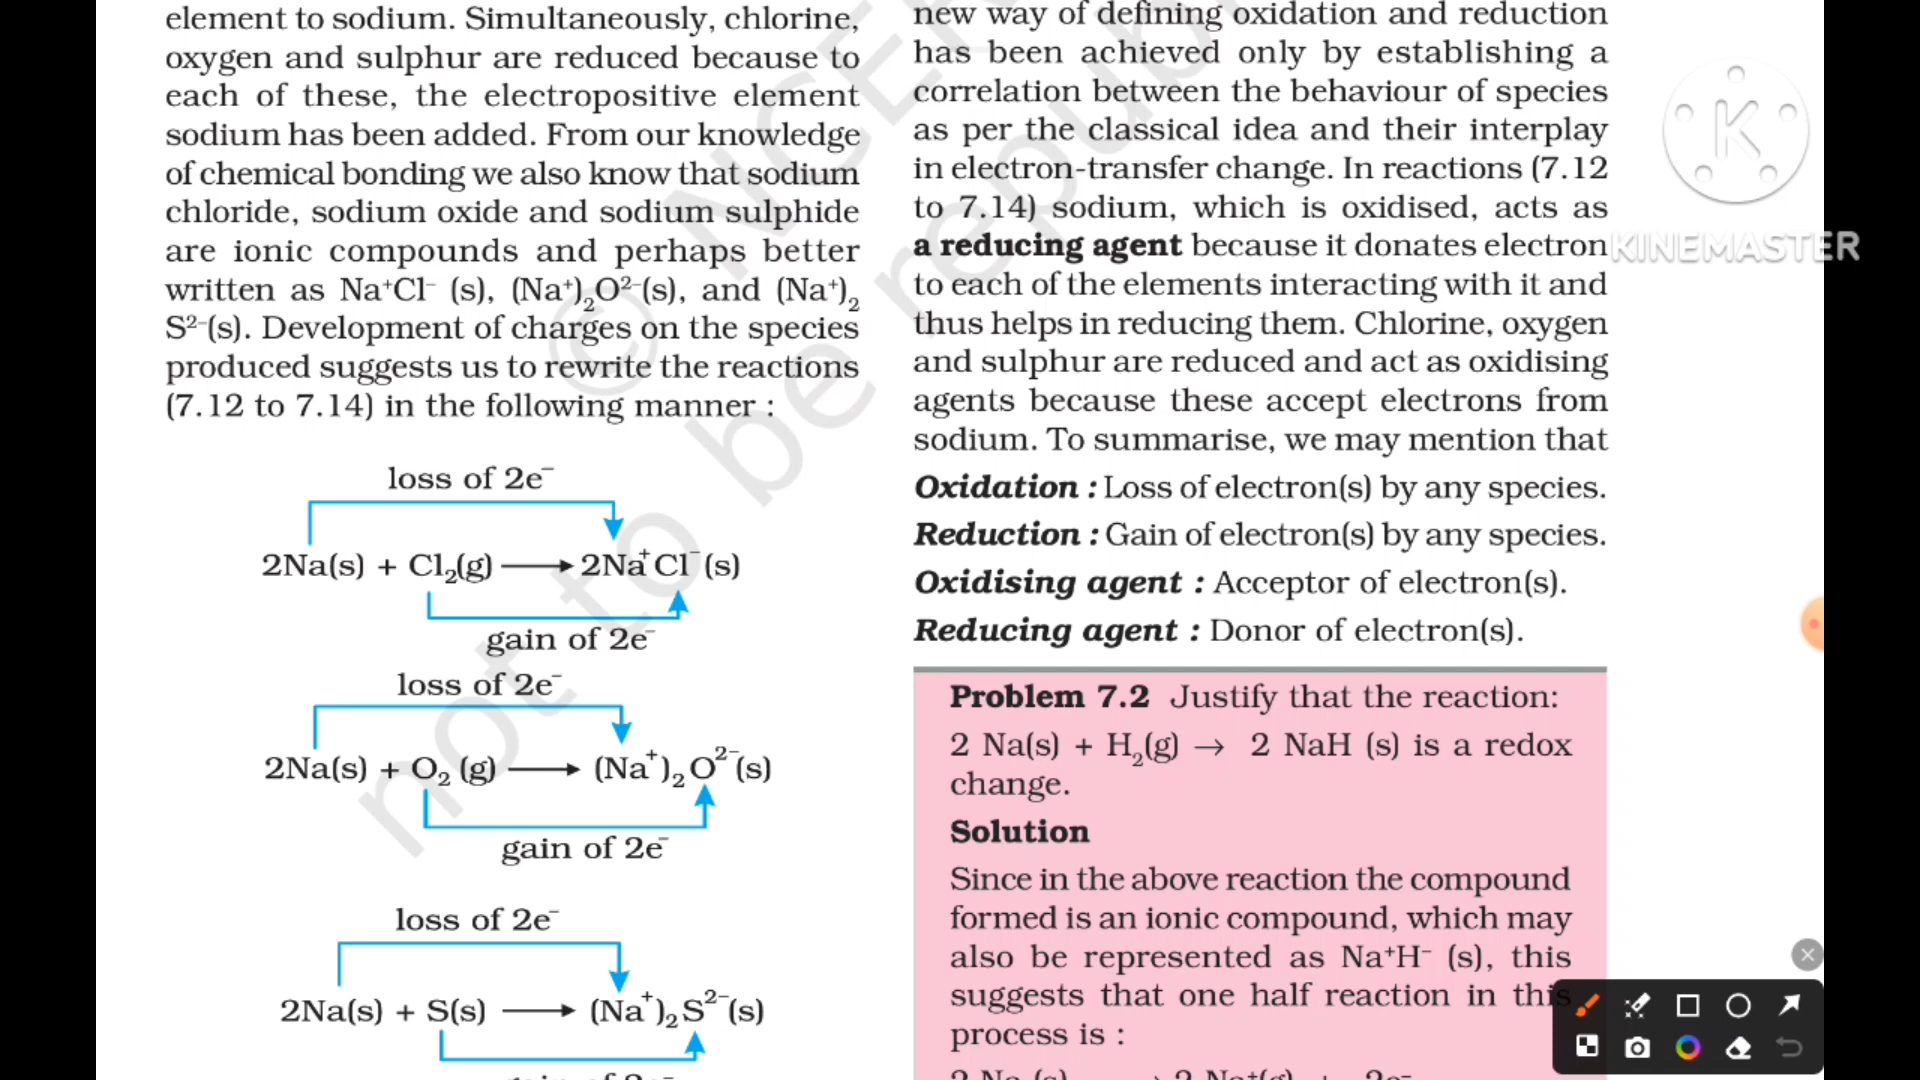 element to sodium. Simultaneously, chlorine,
oxygen and sulphur are reduced because to
each of these, the electropositive element
sodium has been added. From our knowledge
of chemical bonding we also know that sodium
chloride, sodium oxide and sodium sulphide
are ionic compounds and perhaps better
written as Na⁺Cl⁻ (s), (Na⁺)₂O²⁻(s), and (Na⁺)₂
S²⁻(s). Development of charges on the species
produced suggests us to rewrite the reactions
(7.12 to 7.14) in the following manner :
loss of 2e⁻
2Na(s) + Cl₂(g) ⟶ 2Na⁺Cl⁻(s)
gain of 2e⁻
loss of 2e⁻
2Na(s) + O₂ (g) ⟶ (Na⁺)₂O²⁻(s)
gain of 2e⁻
loss of 2e⁻
2Na(s) + S(s) ⟶ (Na⁺)₂S²⁻(s)
new way of defining oxidation and reduction
has been achieved only by establishing a
correlation between the behaviour of species
as per the classical idea and their interplay
in electron-transfer change. In reactions (7.12
to 7.14) sodium, which is oxidised, acts as
a reducing agent because it donates electron
to each of the elements interacting with it and
thus helps in reducing them. Chlorine, oxygen
and sulphur are reduced and act as oxidising
agents because these accept electrons from
sodium. To summarise, we may mention that
Oxidation : Loss of electron(s) by any species.
Reduction : Gain of electron(s) by any species.
Oxidising agent : Acceptor of electron(s).
Reducing agent : Donor of electron(s).
Problem 7.2 Justify that the reaction:
2 Na(s) + H₂(g) → 2 NaH (s) is a redox
change.
Solution
Since in the above reaction the compound
formed is an ionic compound, which may
also be represented as Na⁺H⁻ (s), this
suggests that one half reaction in this
process is :
© NCER
not to be republ
K
KINEMASTER